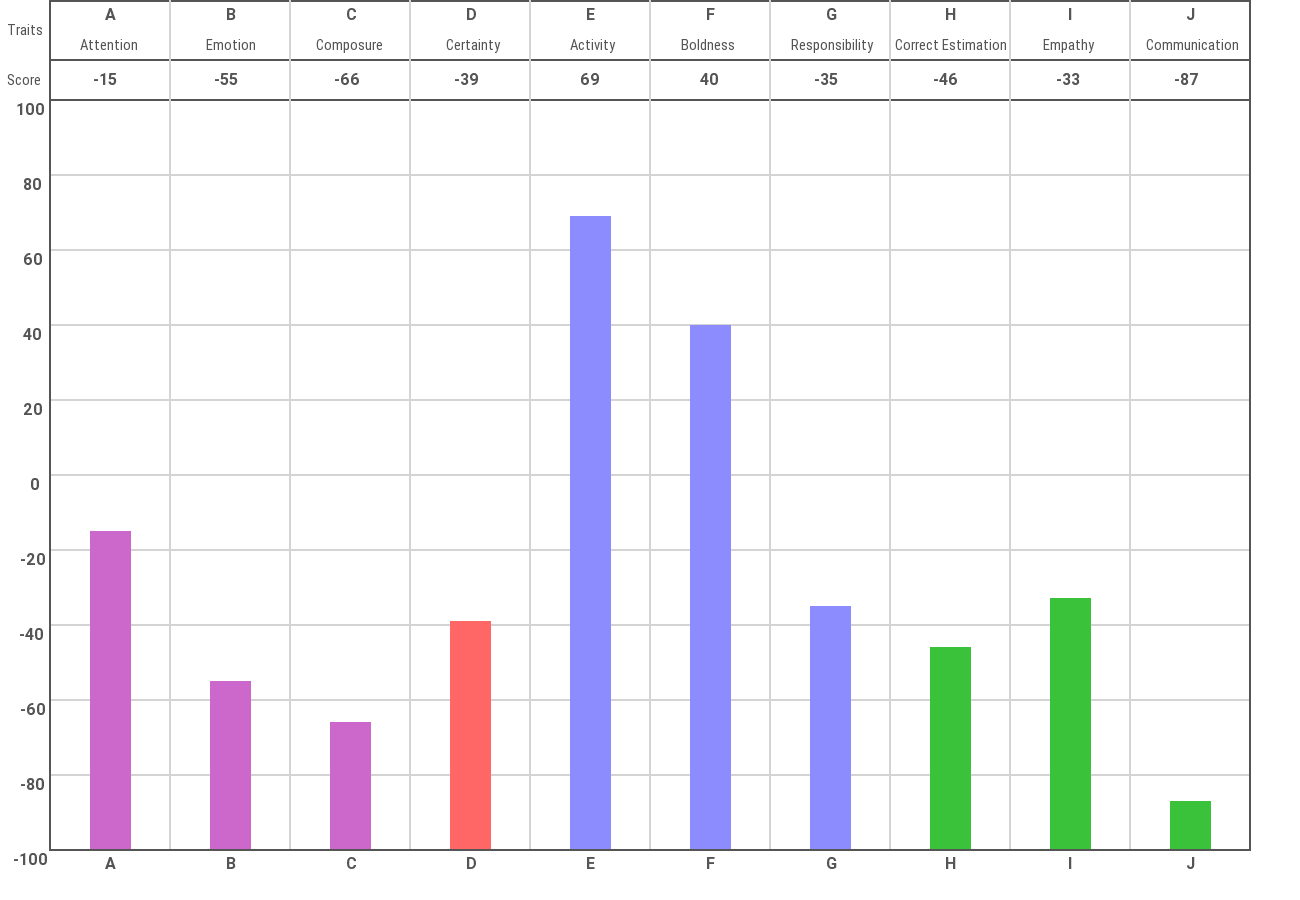 A B C D E F G H I J
Traits
Attention Emotion Composure Certainty Activity Boldness Responsibility Correct Estimation Empathy Communication
Score -15 -55 -66 -39 69 40 -35 -46 -33 -87
100
80
60
40
20
0
-20
-40
-60
-80
-100
A B C D E F G H I J